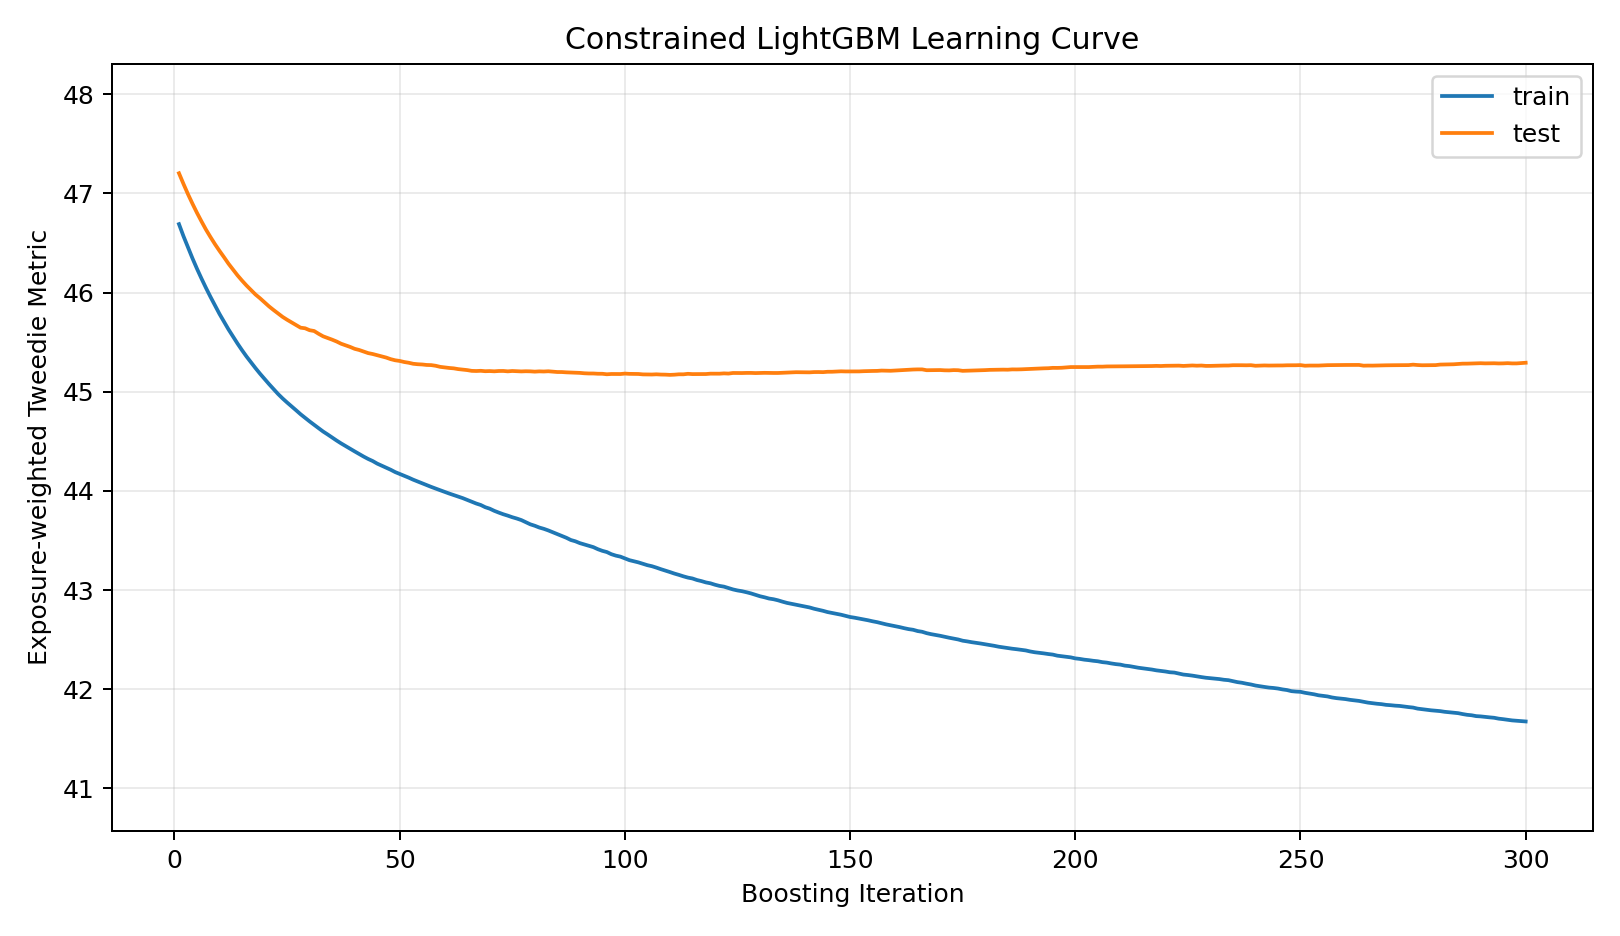 Constrained LightGBM Learning Curve
train
test
Exposure-weighted Tweedie Metric
48
47
46
45
44
43
42
41
0 50 100 150 200 250 300
Boosting Iteration